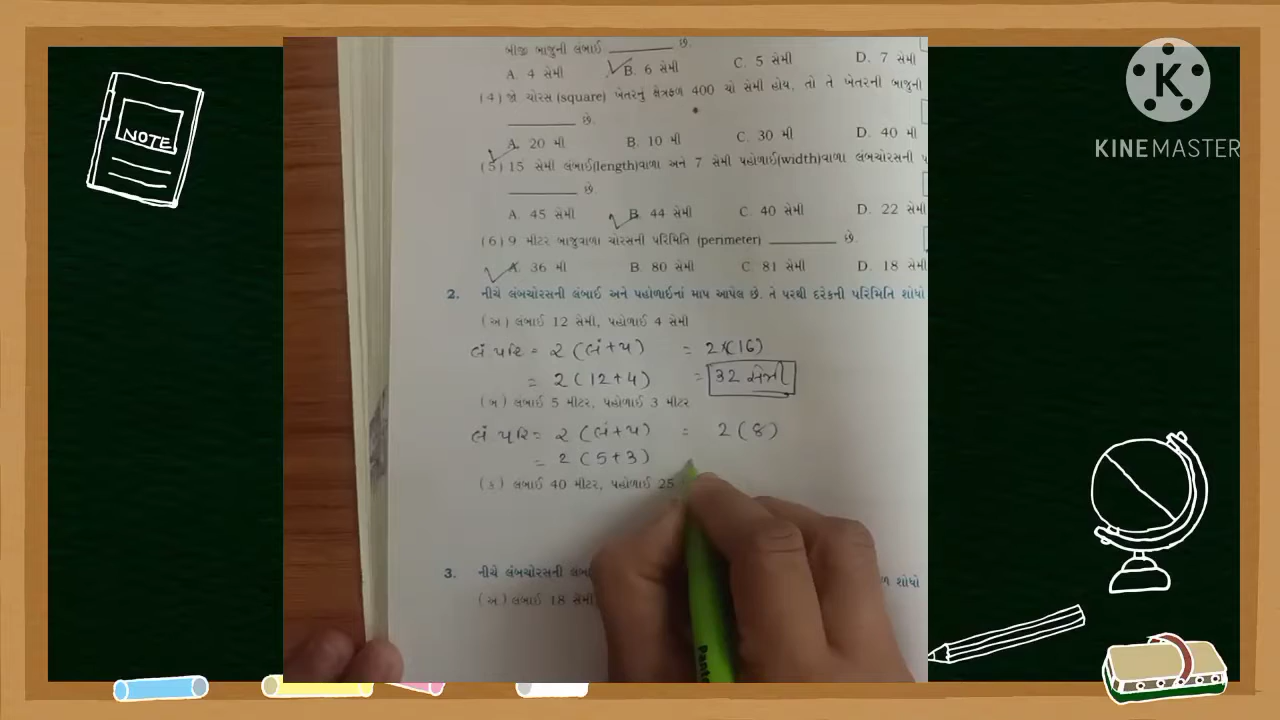 બીજી બાજુની લંબાઈ ________ છે.
A. 4 સેમી B. 6 સેમી C. 5 સેમી D. 7 સેમી
(4) જો ચોરસ (square) ખેતરનું ક્ષેત્રફળ 400 ચો સેમી હોય, તો તે ખેતરની બાજુની
________ છે.
A. 20 મી B. 10 મી C. 30 મી D. 40 મી
(5) 15 સેમી લંબાઈ(length)વાળા અને 7 સેમી પહોળાઈ(width)વાળા લંબચોરસની
________ છે
A. 45 સેમી B. 44 સેમી C. 40 સેમી D. 22 સેમી
(6) 9 મીટર બાજુવાળા ચોરસની પરિમિતિ (perimeter) ________ છે.
A. 36 મી B. 80 સેમી C. 81 સેમી D. 18 સેમી
2. નીચે લંબચોરસની લંબાઈ અને પહોળાઈનાં માપ આપેલ છે. તે પરથી દરેકની પરિમિતિ શોધો
(અ) લંબાઈ 12 સેમી, પહોળાઈ 4 સેમી
લં પરિ = ૨ (લં+પ) = 2×(16)
= 2(12+4) = 32 સેમી
(બ) લંબાઈ 5 મીટર, પહોળાઈ 3 મીટર
લં પરિ = ૨ (લં+પ) = 2(8)
= 2(5+3)
(ક) લંબાઈ 40 મીટર, પહોળાઈ 25
3. નીચે લંબચોરસની શોધો
(અ) લંબાઈ 18 સેમી
NOTE
K
KINEMASTER